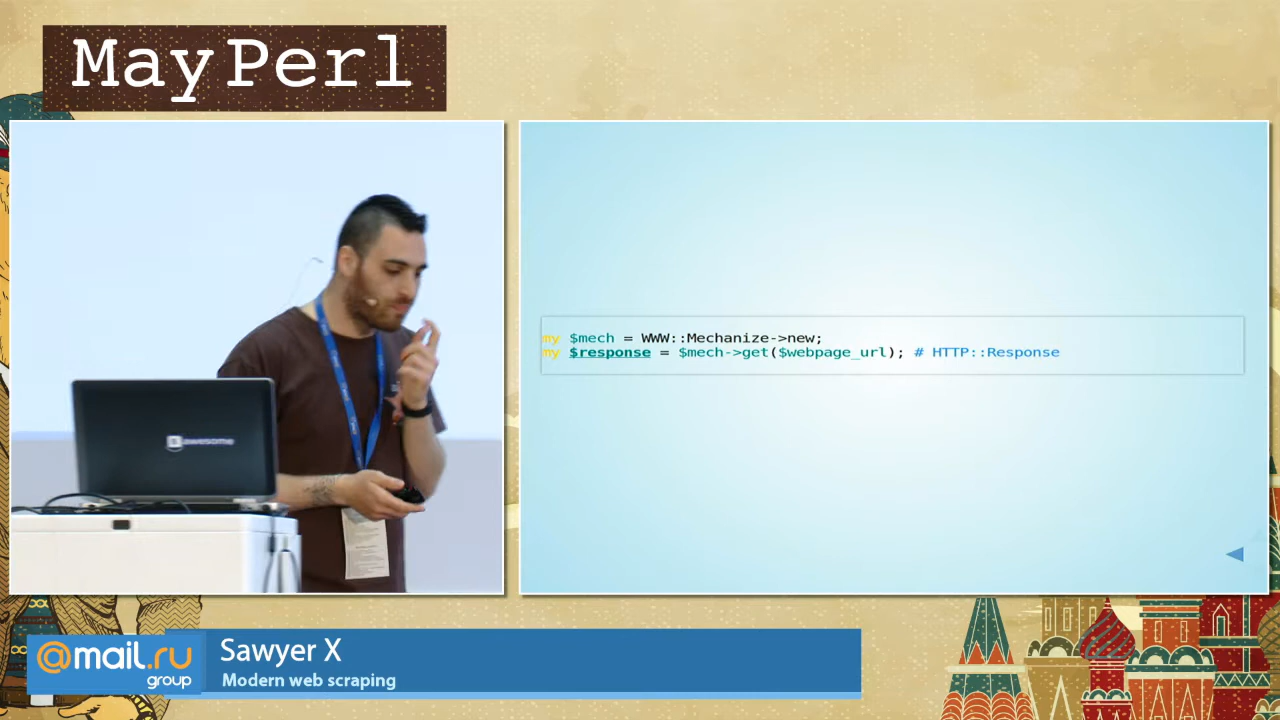 MayPerl
my $mech = WWW::Mechanize->new;
my $response = $mech->get($webpage_url); # HTTP::Response
awesome
@mail.ru
group
Sawyer X
Modern web scraping